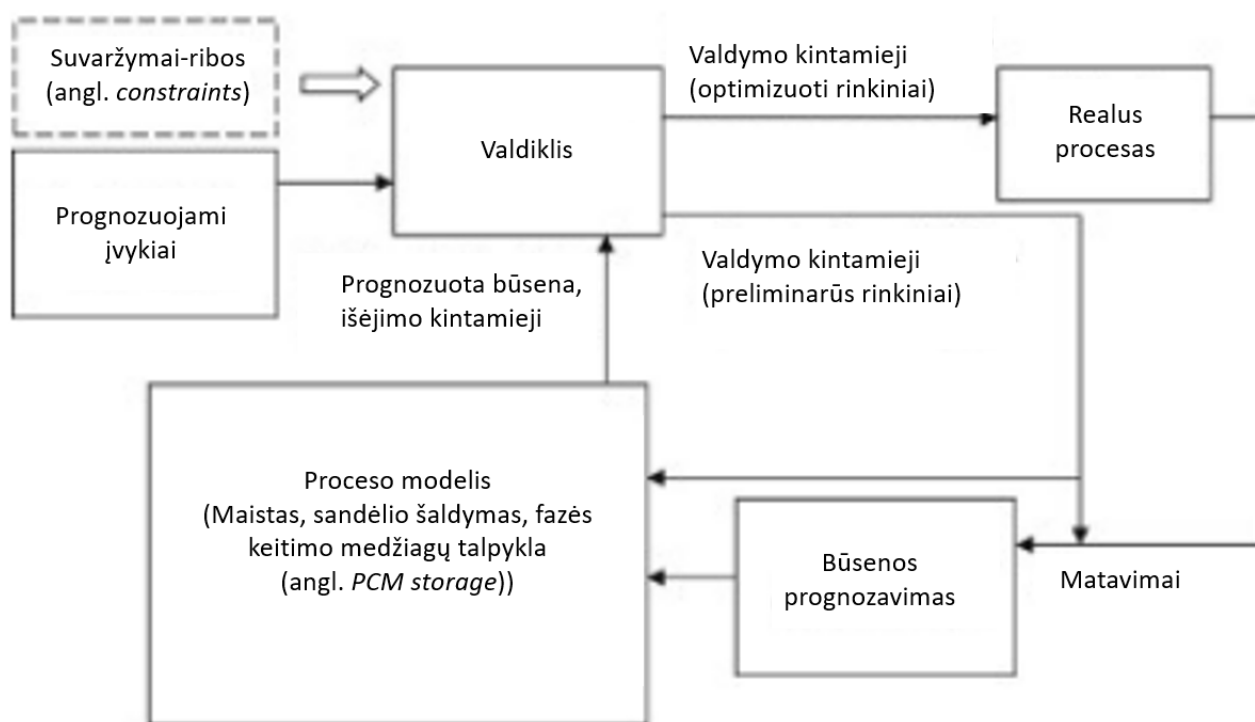 Suvaržymai-ribos
(angl. constraints)
Valdymo kintamieji
(optimizuoti rinkiniai)
Realus
procesas
Valdiklis
Prognozuojami
įvykiai
Prognozuota būsena,
išėjimo kintamieji
Valdymo kintamieji
(preliminarūs rinkiniai)
Proceso modelis
(Maistas, sandėlio šaldymas, fazės
keitimo medžiagų talpykla
(angl. PCM storage))
Būsenos
prognozavimas
Matavimai